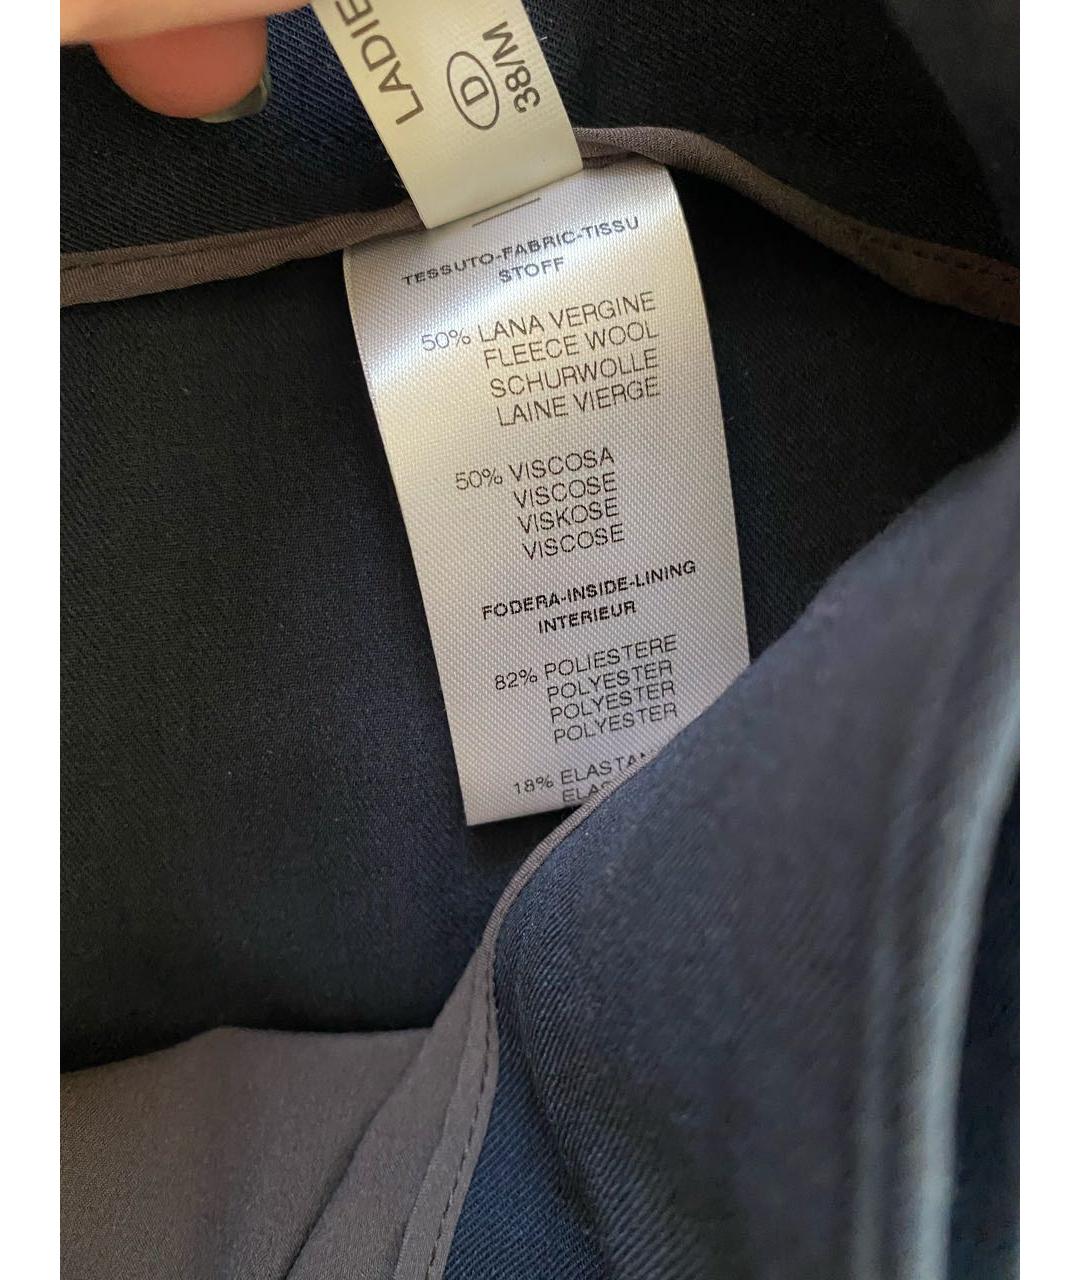 D
38/M
TESSUTO-FABRIC-TISSU
STOFF
50% LANA VERGINE
FLEECE WOOL
SCHURWOLLE
LAINE VIERGE
50% VISCOSA
VISCOSE
VISKOSE
VISCOSE
FODERA-INSIDE-LINING
INTERIEUR
82% POLIESTERE
POLYESTER
POLYESTER
POLYESTER
18%